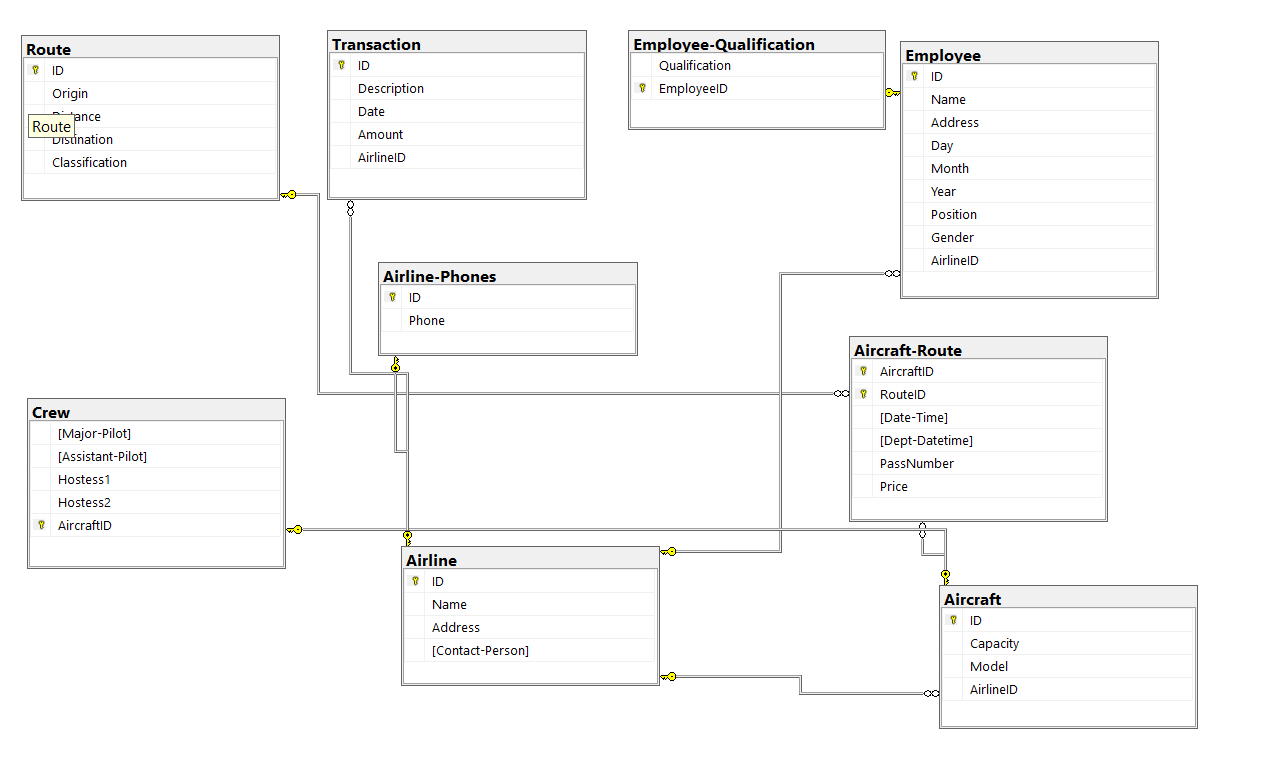 Route
ID
Origin
Distance
Route
Distination
Classification
Transaction
ID
Description
Date
Amount
AirlineID
Employee-Qualification
Qualification
EmployeeID
Employee
ID
Name
Address
Day
Month
Year
Position
Gender
AirlineID
Airline-Phones
ID
Phone
Aircraft-Route
AircraftID
RouteID
[Date-Time]
[Dept-Datetime]
PassNumber
Price
Crew
[Major-Pilot]
[Assistant-Pilot]
Hostess1
Hostess2
AircraftID
Airline
ID
Name
Address
[Contact-Person]
Aircraft
ID
Capacity
Model
AirlineID